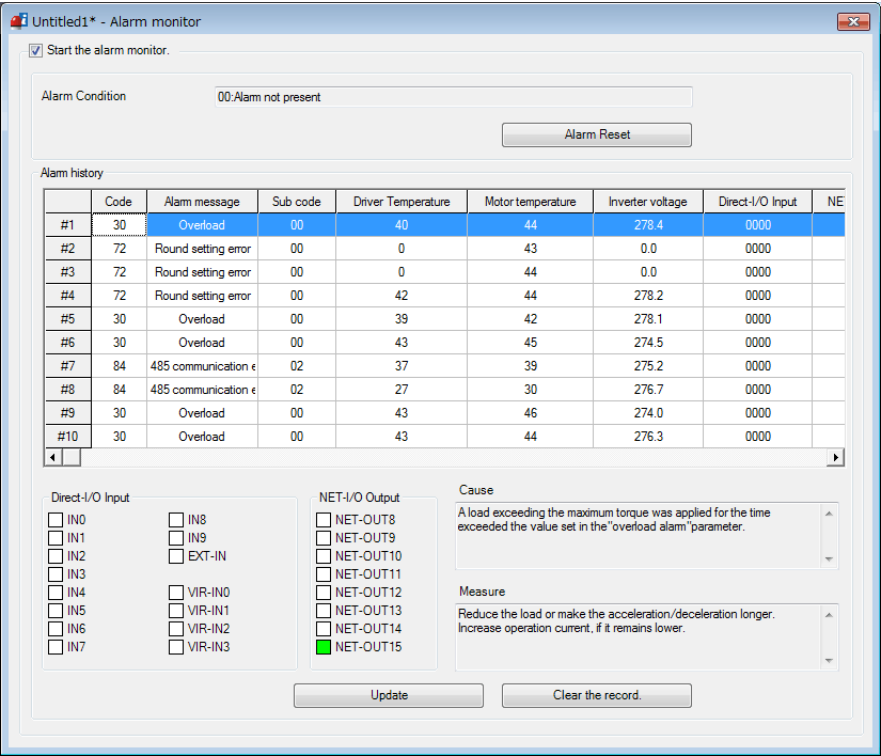 Untitled1* - Alarm monitor
Start the alarm monitor.
Alarm Condition 00:Alarm not present
Alarm Reset
Alarm history
Code Alarm message Sub code Driver Temperature Motor temperature Inverter voltage Direct-I/O Input NE
#1 30 Overload 00 40 44 278.4 0000
#2 72 Round setting error 00 0 43 0.0 0000
#3 72 Round setting error 00 0 44 0.0 0000
#4 72 Round setting error 00 42 44 278.2 0000
#5 30 Overload 00 39 42 278.1 0000
#6 30 Overload 00 43 45 274.5 0000
#7 84 485 communication e 02 37 39 275.2 0000
#8 84 485 communication e 02 27 30 276.7 0000
#9 30 Overload 00 43 46 274.0 0000
#10 30 Overload 00 43 44 276.3 0000
Direct-I/O Input
IN0 IN8
IN1 IN9
IN2 EXT-IN
IN3
IN4 VIR-IN0
IN5 VIR-IN1
IN6 VIR-IN2
IN7 VIR-IN3
NET-I/O Output
NET-OUT8
NET-OUT9
NET-OUT10
NET-OUT11
NET-OUT12
NET-OUT13
NET-OUT14
NET-OUT15
Cause
A load exceeding the maximum torque was applied for the time
exceeded the value set in the"overload alarm"parameter.
Measure
Reduce the load or make the acceleration/deceleration longer.
Increase operation current, if it remains lower.
Update
Clear the record.